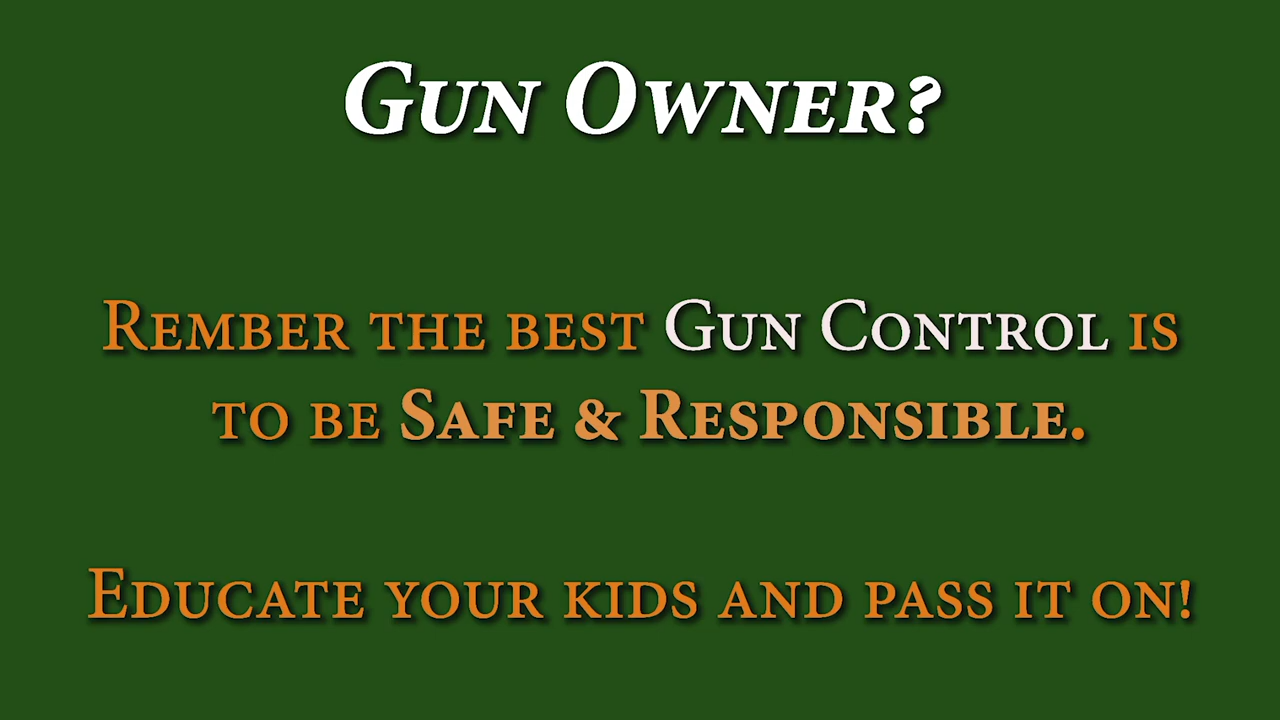 Gun Owner?
Rember the best Gun Control is
to be Safe & Responsible.
Educate your kids and pass it on!